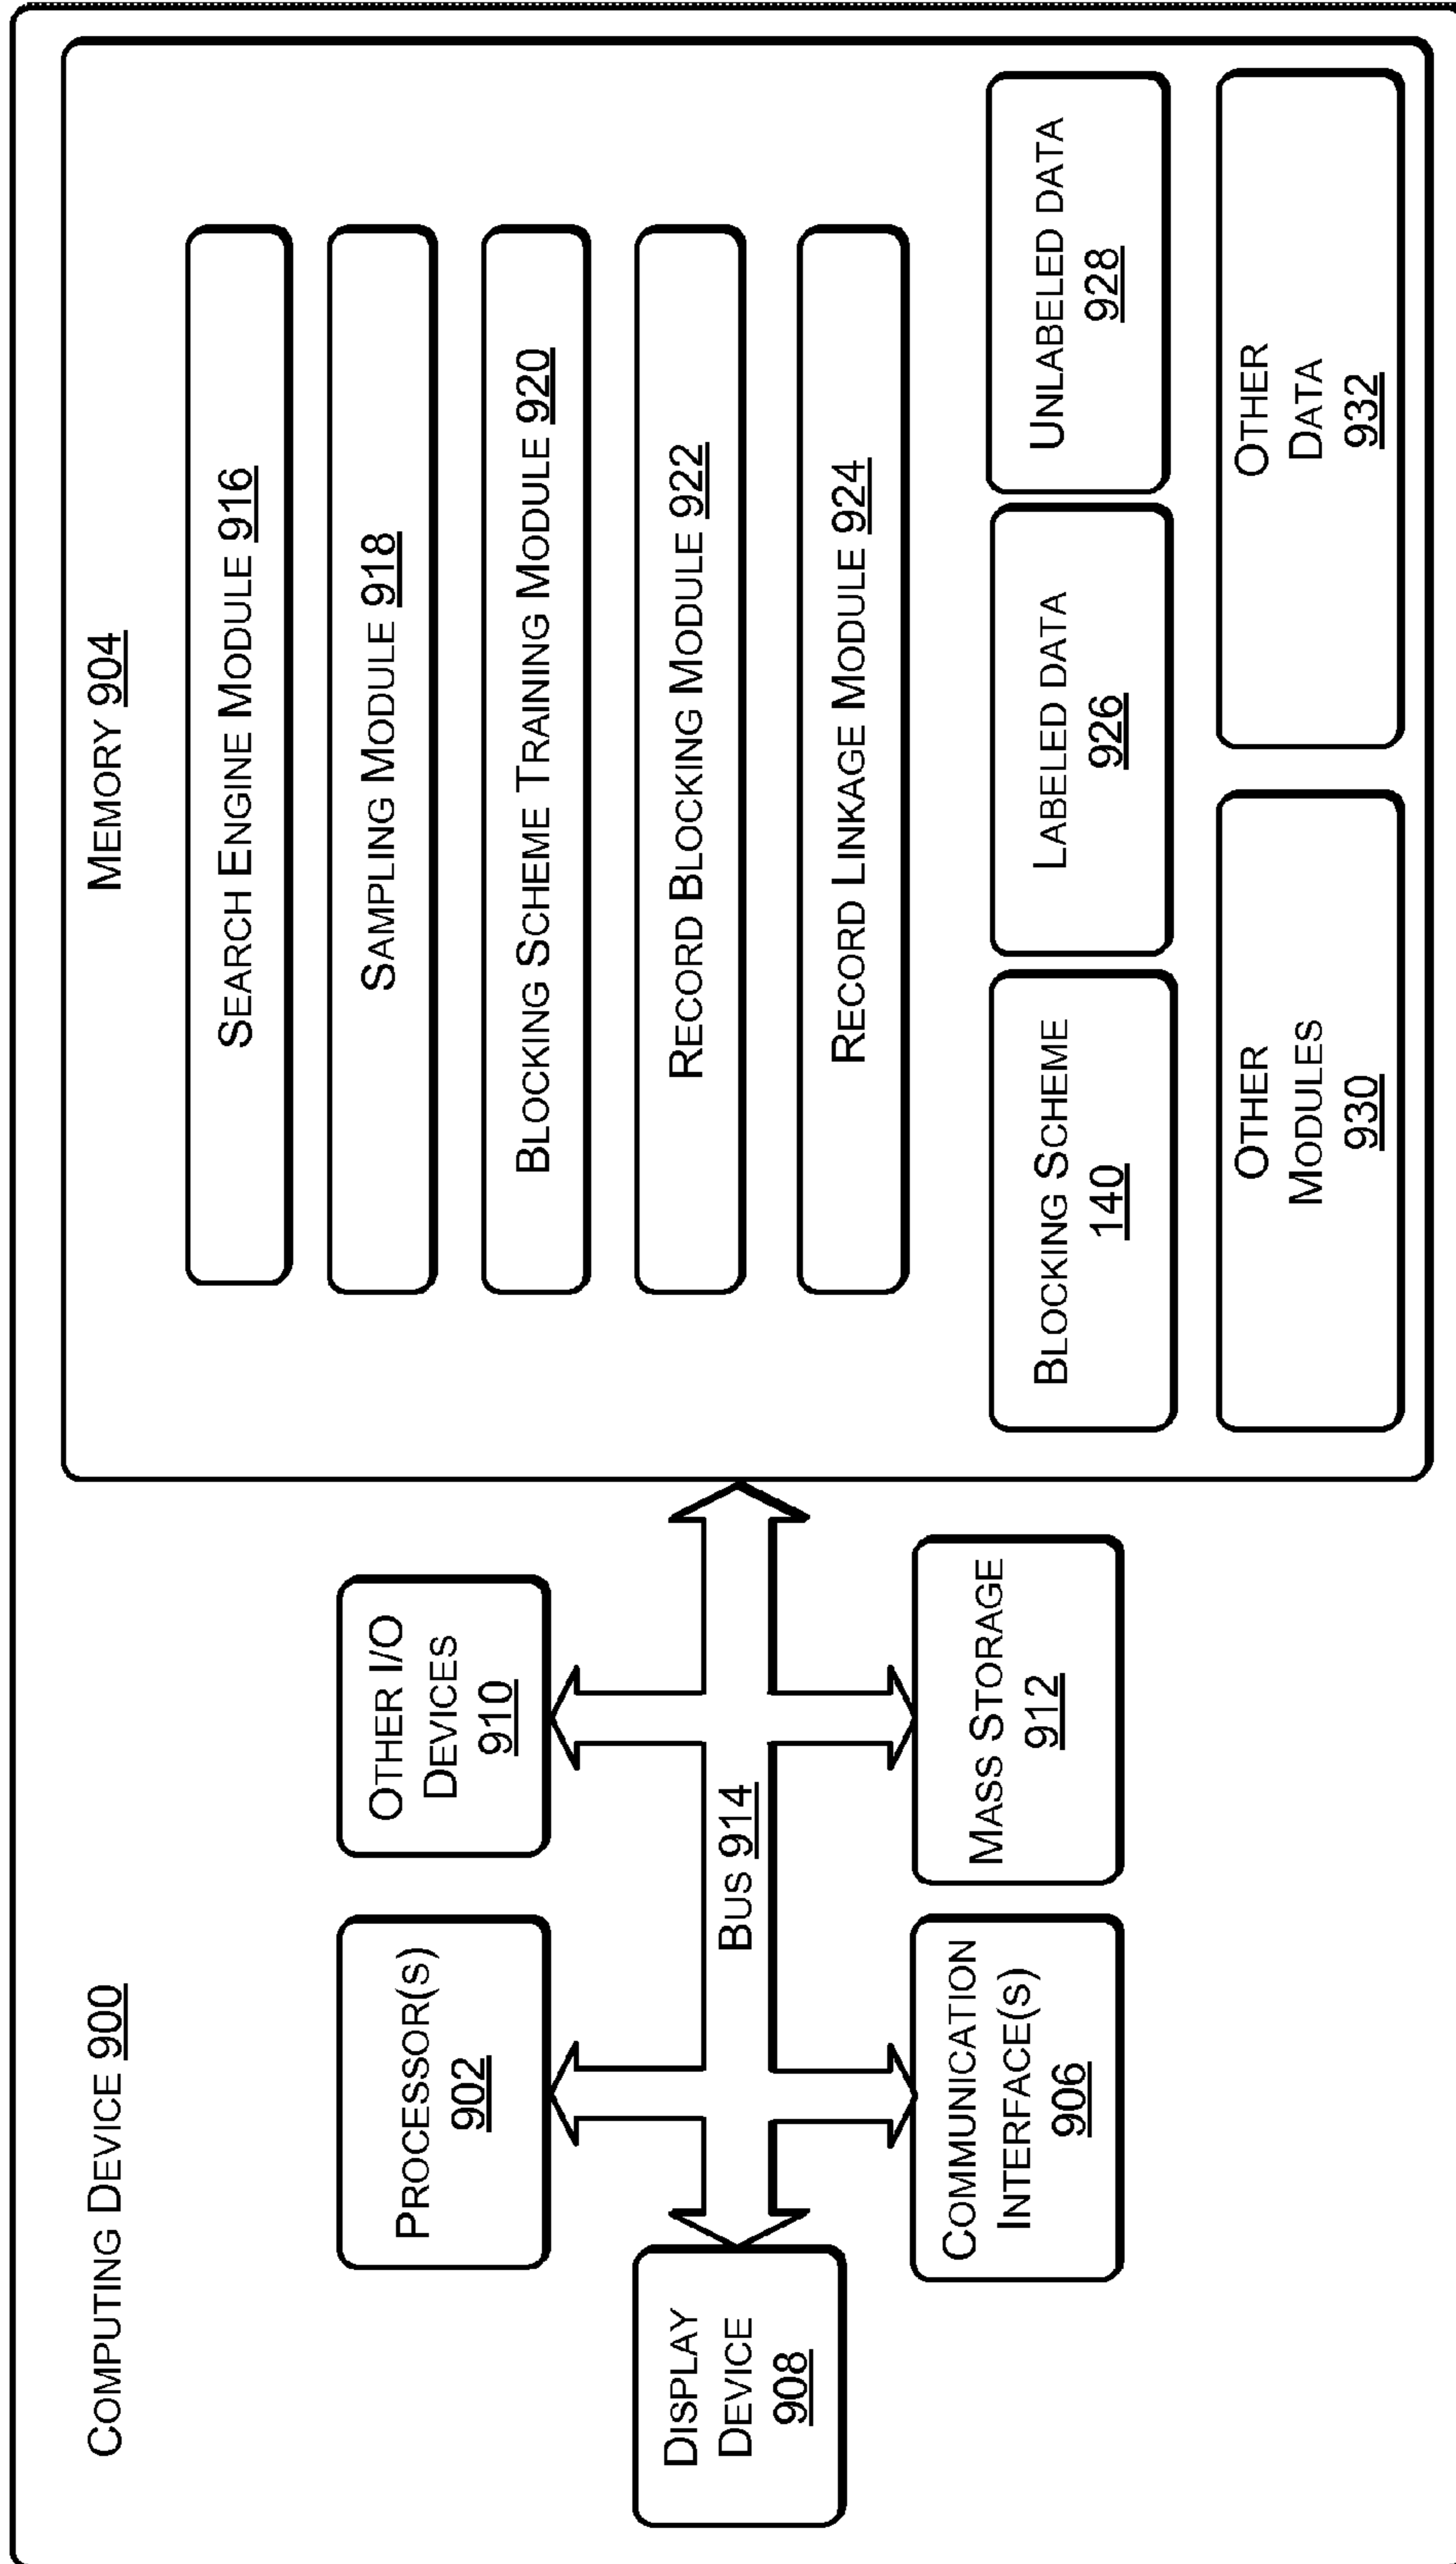 COMPUTING DEVICE 900
PROCESSOR(S)
902
OTHER I/O
DEVICES
910
DISPLAY
DEVICE
908
BUS 914
COMMUNICATION
INTERFACE(S)
906
MASS STORAGE
912
MEMORY 904
SEARCH ENGINE MODULE 916
SAMPLING MODULE 918
BLOCKING SCHEME TRAINING MODULE 920
RECORD BLOCKING MODULE 922
RECORD LINKAGE MODULE 924
BLOCKING SCHEME
140
LABELED DATA
926
UNLABELED DATA
928
OTHER
MODULES
930
OTHER
DATA
932